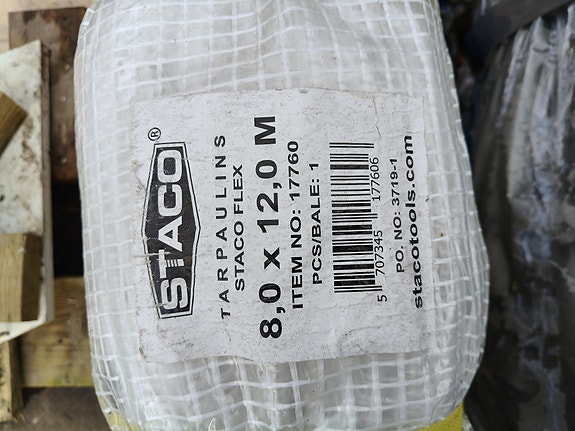 STACO®
TARPAULINS
STACO FLEX
8,0 x 12,0 M
ITEM NO: 17760
PCS/BALE: 1
5 707345 177606
PO. NO: 3719-1
stacotools.com